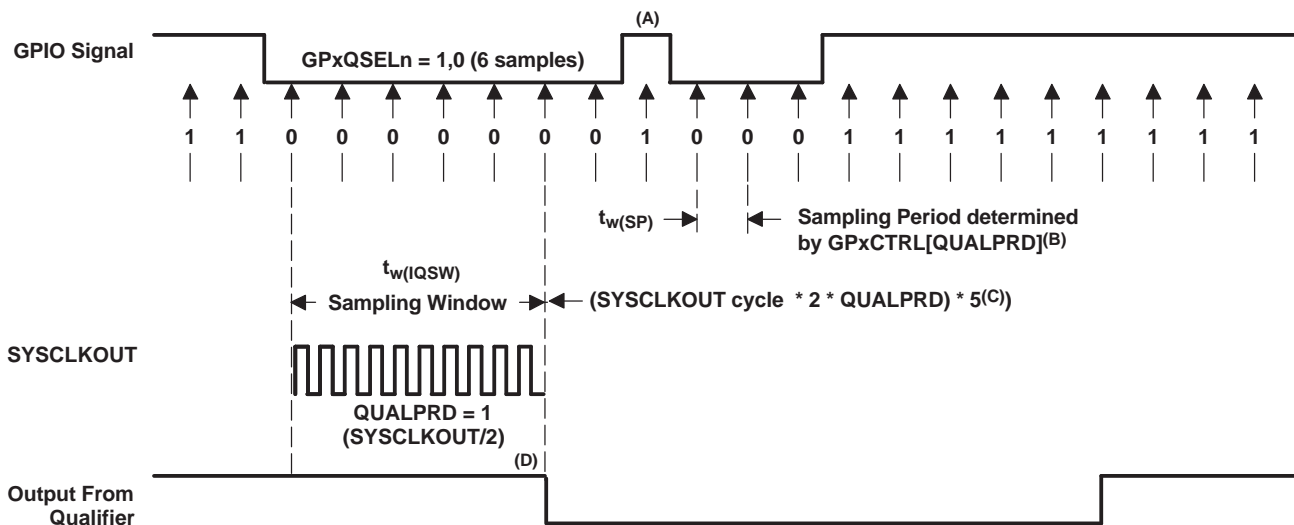 (A)
GPIO Signal
GPxQSELn = 1,0 (6 samples)
1 1 0 0 0 0 0 0 0 1 0 0 0 1 1 1 1 1 1 1 1 1
tw(SP)
Sampling Period determined
by GPxCTRL[QUALPRD](B)
tw(IQSW)
Sampling Window
(SYSCLKOUT cycle * 2 * QUALPRD) * 5(C))
SYSCLKOUT
QUALPRD = 1
(SYSCLKOUT/2)
(D)
Output From
Qualifier